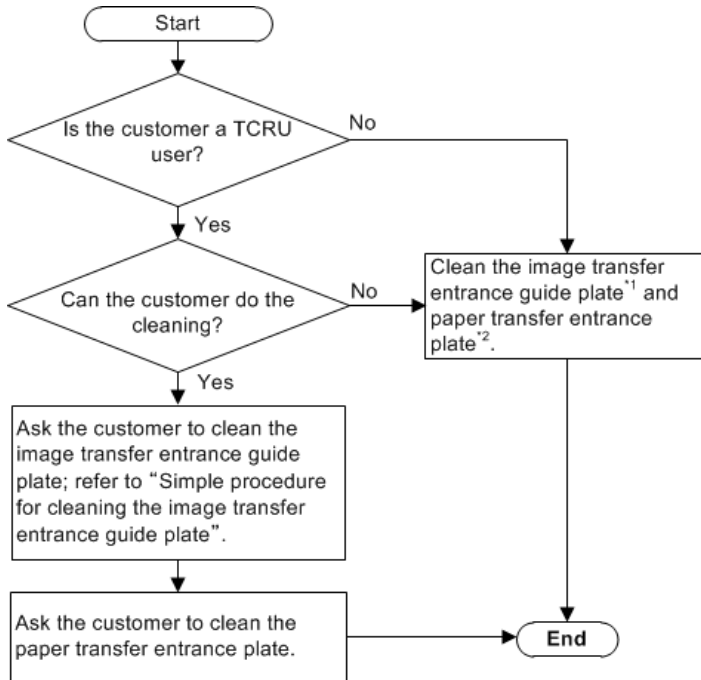 Start
Is the customer a TCRU
user?
No
Yes
Can the customer do the
cleaning?
No
Clean the image transfer
entrance guide plate*1 and
paper transfer entrance
plate*2.
Yes
Ask the customer to clean the
image transfer entrance guide
plate; refer to “Simple procedure
for cleaning the image transfer
entrance guide plate”.
Ask the customer to clean the
paper transfer entrance plate.
End